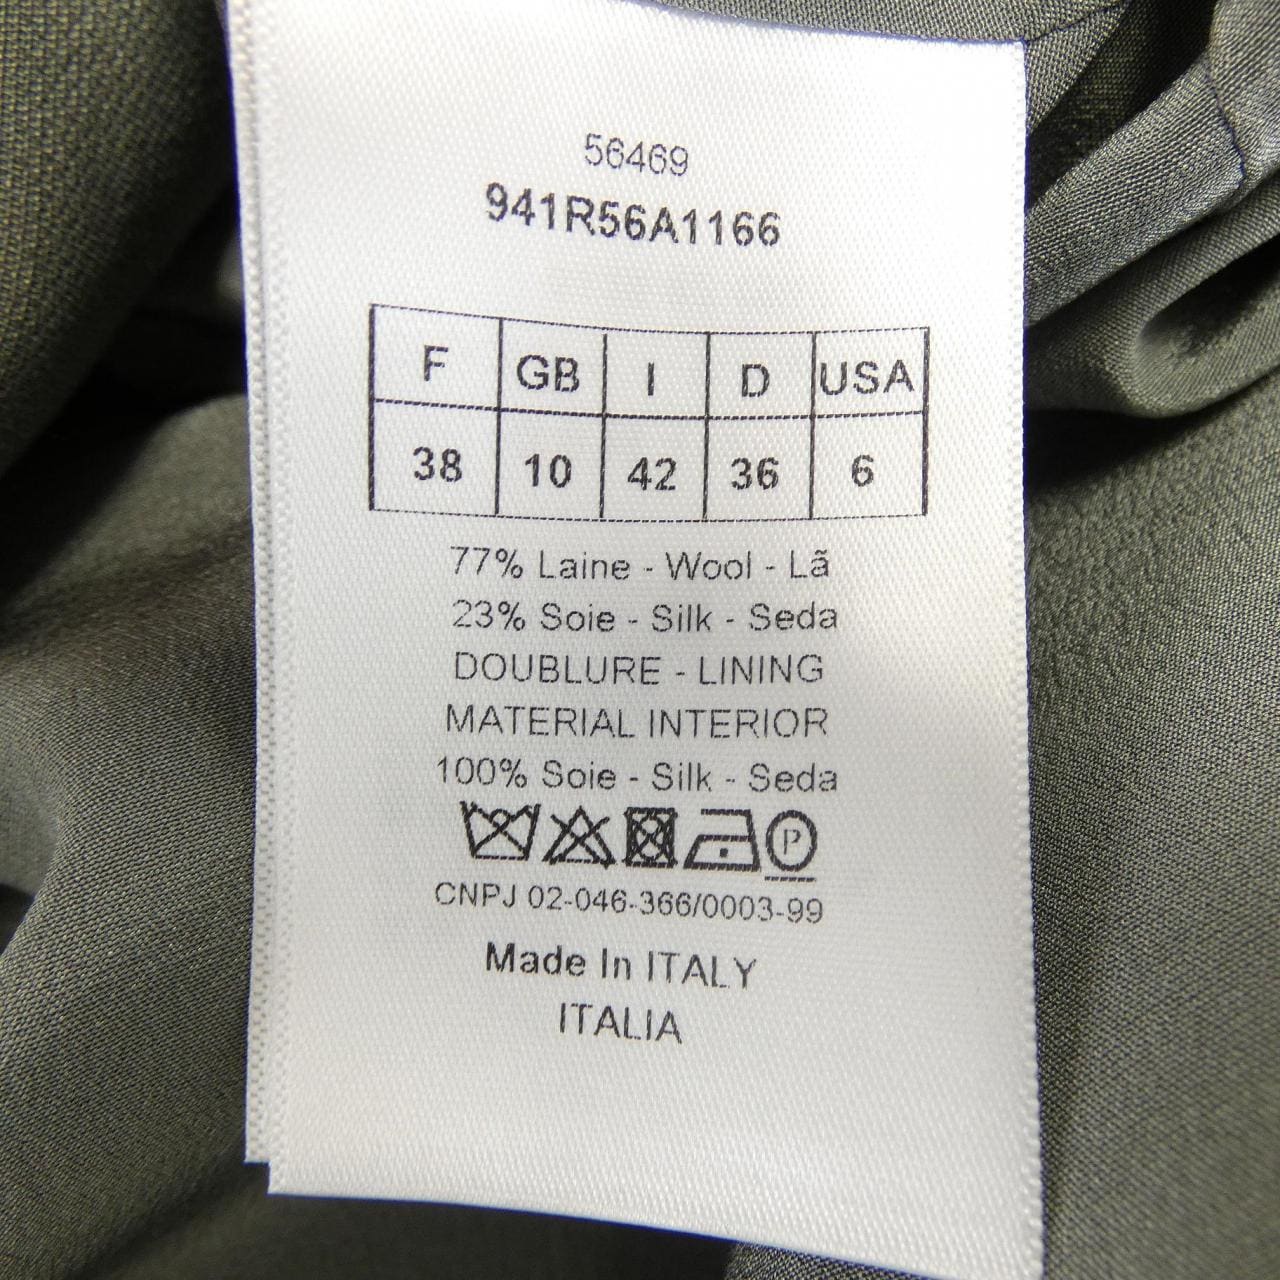 56469
941R56A1166
F GB I D USA
38 10 42 36 6
77% Laine - Wool - Lã
23% Soie - Silk - Seda
DOUBLURE - LINING
MATERIAL INTERIOR
100% Soie - Silk - Seda
P
CNPJ 02-046-366/0003-99
Made In ITALY
ITALIA